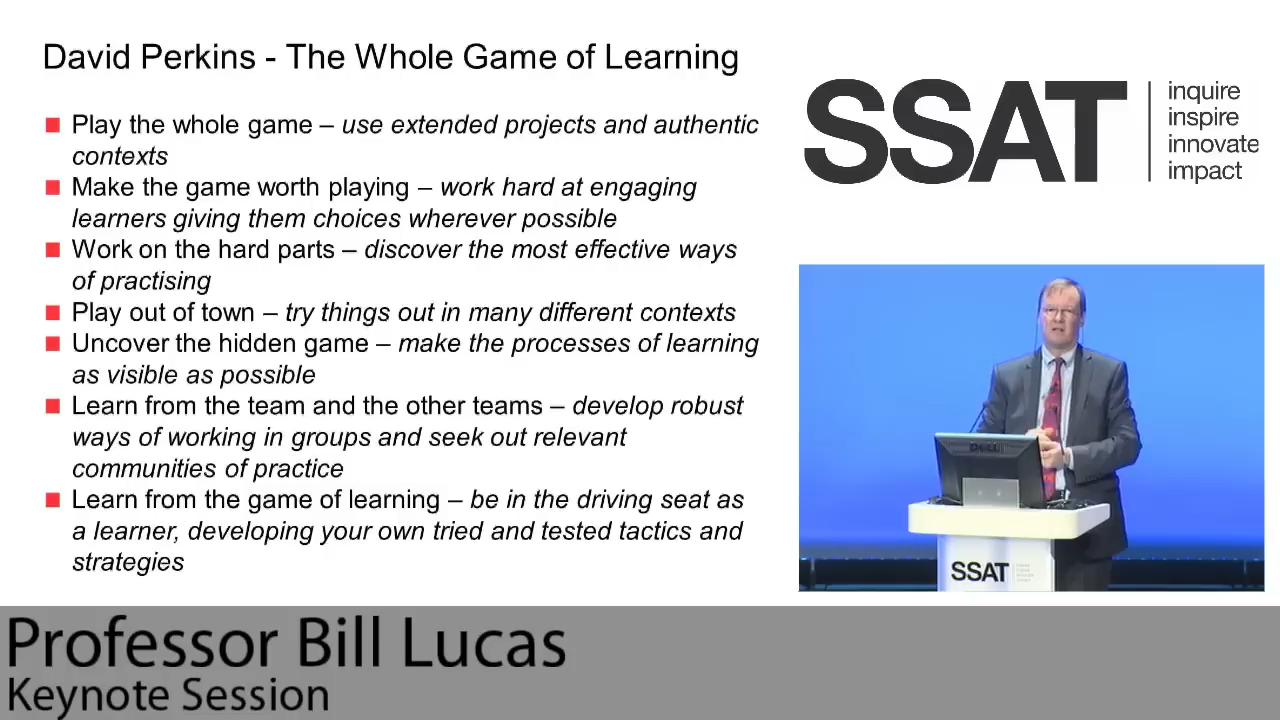 David Perkins - The Whole Game of Learning
Play the whole game – use extended projects and authentic
contexts
Make the game worth playing – work hard at engaging
learners giving them choices wherever possible
Work on the hard parts – discover the most effective ways
of practising
Play out of town – try things out in many different contexts
Uncover the hidden game – make the processes of learning
as visible as possible
Learn from the team and the other teams – develop robust
ways of working in groups and seek out relevant
communities of practice
Learn from the game of learning – be in the driving seat as
a learner, developing your own tried and tested tactics and
strategies
SSAT
inquire
inspire
innovate
impact
DELL
SSAT
Professor Bill Lucas
Keynote Session